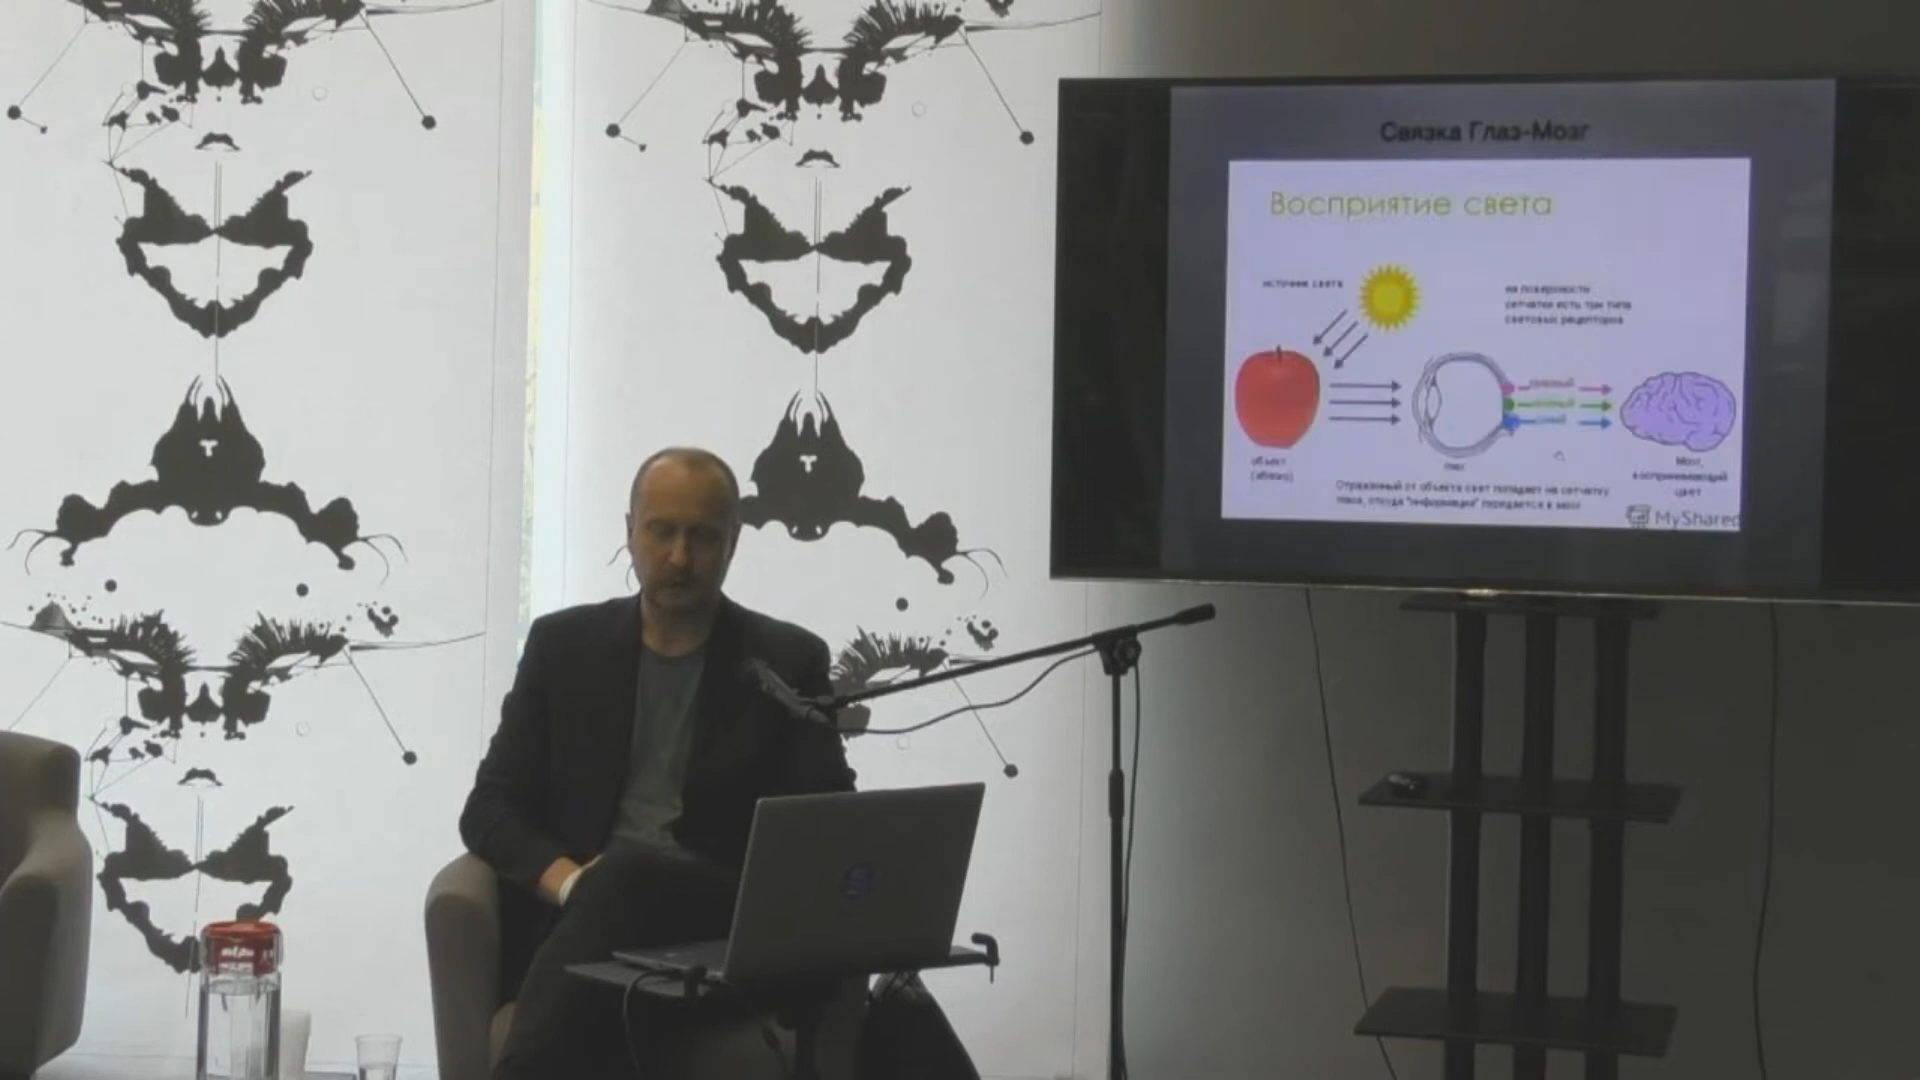 Связка Глаз-Мозг
Восприятие света
источник света
на поверхности
сетчатки есть три типа
световых рецепторов
объект
(яблоко)
глаз
Мозг,
воспринимающий
цвет
Отраженный от объекта свет попадает на сетчатку
глаза, откуда "информация" передается в мозг
MyShared